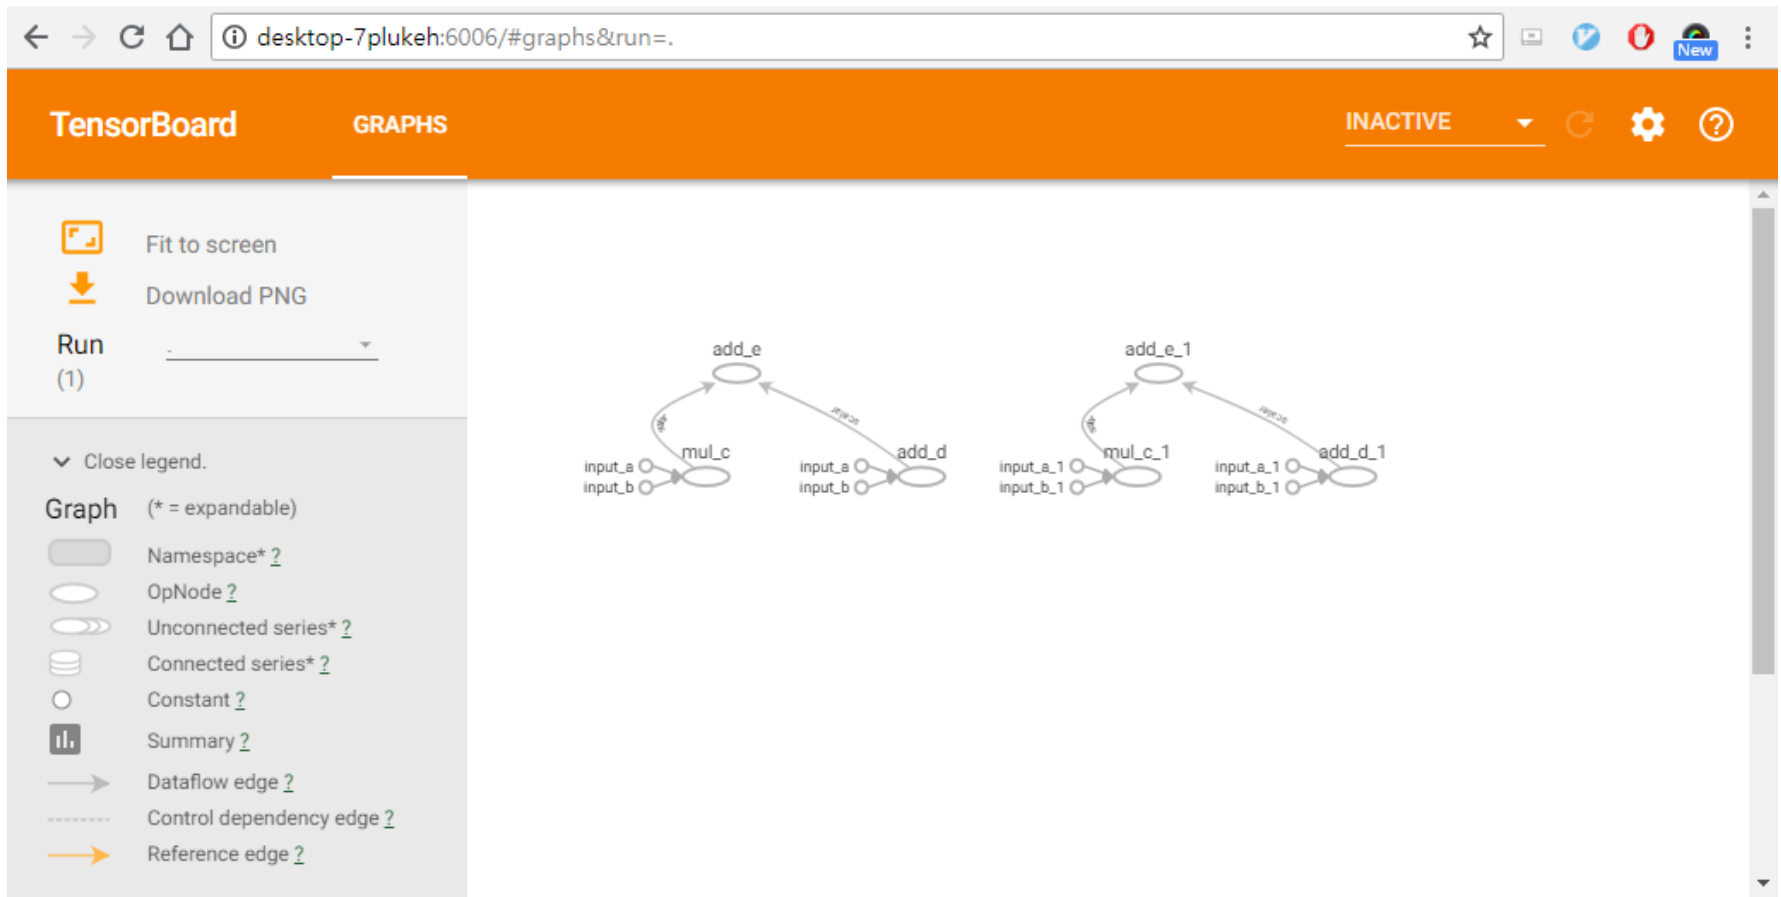 desktop-7plukeh:6006/#graphs&run=.
New
TensorBoard
GRAPHS
INACTIVE
Fit to screen
Download PNG
Run
.
(1)
Close legend.
Graph (* = expandable)
Namespace* ?
OpNode ?
Unconnected series* ?
Connected series* ?
Constant ?
Summary ?
Dataflow edge ?
Control dependency edge ?
Reference edge ?
add_e
scalar
mul_c
input_a
input_b
add_d
input_a
input_b
add_e_1
scalar
mul_c_1
input_a_1
input_b_1
add_d_1
input_a_1
input_b_1